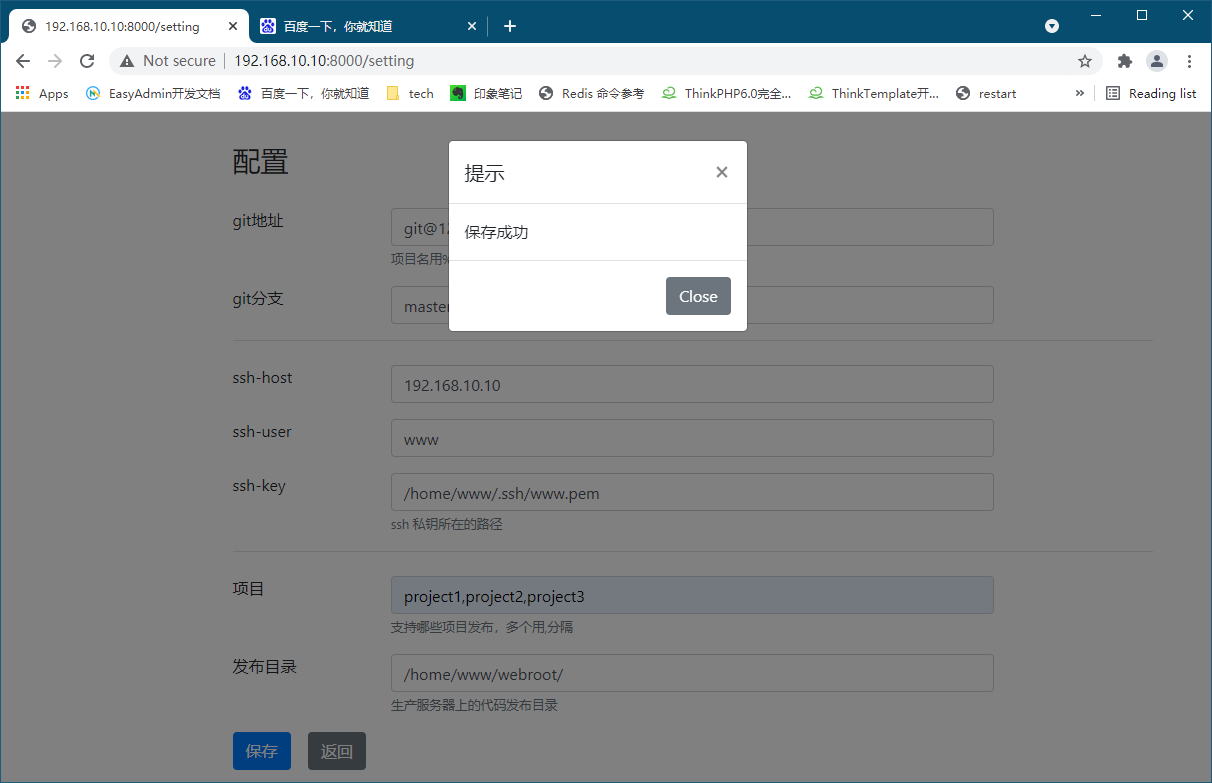 192.168.10.10:8000/setting
百度一下，你就知道
Not secure 192.168.10.10:8000/setting
Apps EasyAdmin开发文档 百度一下，你就知道 tech 印象笔记 Redis 命令参考 ThinkPHP6.0完全... ThinkTemplate开... restart » Reading list
配置
提示 ×
保存成功
Close
git地址 git@1
项目名用
git分支 master
ssh-host 192.168.10.10
ssh-user www
ssh-key /home/www/.ssh/www.pem
ssh 私钥所在的路径
项目 project1,project2,project3
支持哪些项目发布，多个用,分隔
发布目录 /home/www/webroot/
生产服务器上的代码发布目录
保存 返回